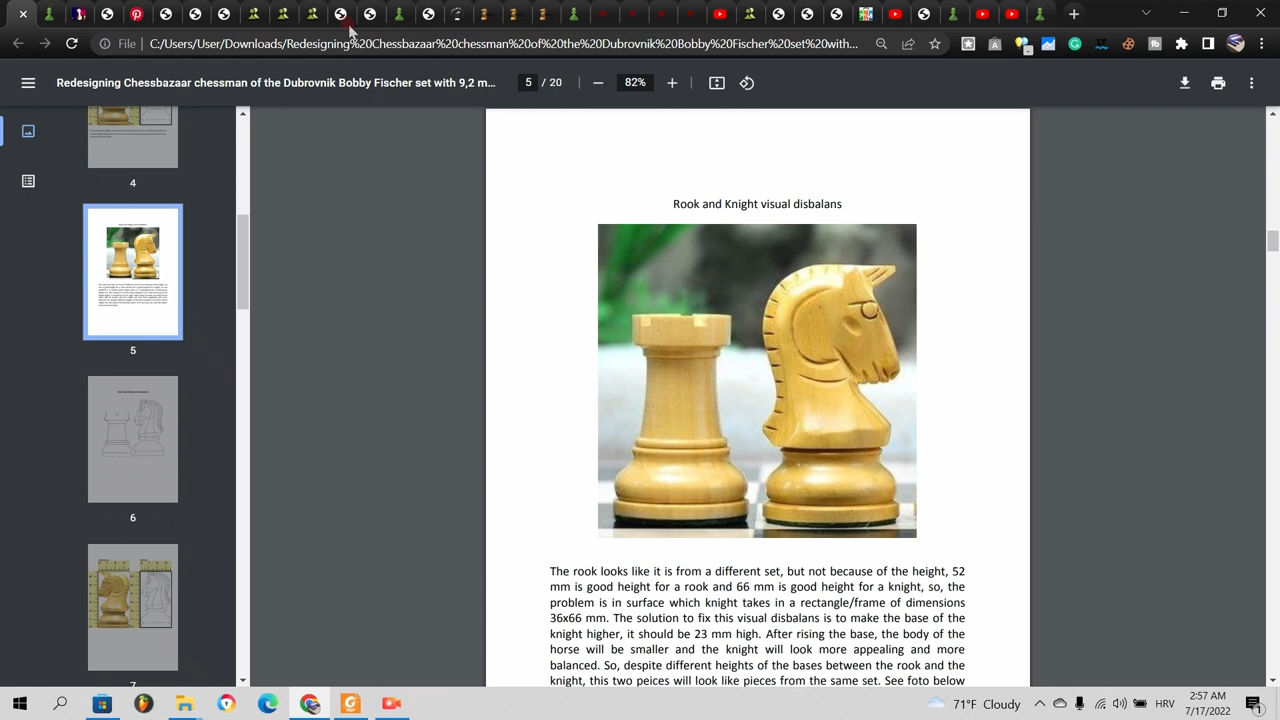 File
C:/Users/User/Downloads/Redesigning%20Chessbazaar%20chessman%20of%20the%20Dubrovnik%20Bobby%20Fischer%20set%20with...
Redesigning Chessbazaar chessman of the Dubrovnik Bobby Fischer set with 9,2 m...
5 / 20
82%
4
5
6
7
Rook and Knight visual disbalans
The rook looks like it is from a different set, but not because of the height, 52
mm is good height for a rook and 66 mm is good height for a knight, so, the
problem is in surface which knight takes in a rectangle/frame of dimensions
36x66 mm. The solution to fix this visual disbalans is to make the base of the
knight higher, it should be 23 mm high. After rising the base, the body of the
horse will be smaller and the knight will look more appealing and more
balanced. So, despite different heights of the bases between the rook and the
knight, this two peices will look like pieces from the same set. See foto below
71°F Cloudy
HRV
2:57 AM
7/17/2022
1